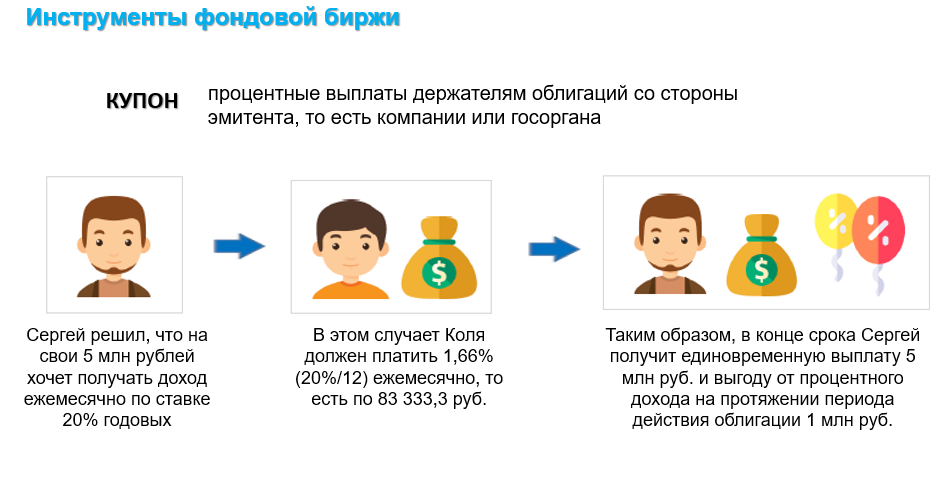 Инструменты фондовой биржи
КУПОН
процентные выплаты держателям облигаций со стороны
эмитента, то есть компании или госоргана
Сергей решил, что на
свои 5 млн рублей
хочет получать доход
ежемесячно по ставке
20% годовых
В этом случает Коля
должен платить 1,66%
(20%/12) ежемесячно, то
есть по 83 333,3 руб.
Таким образом, в конце срока Сергей
получит единовременную выплату 5
млн руб. и выгоду от процентного
дохода на протяжении периода
действия облигации 1 млн руб.